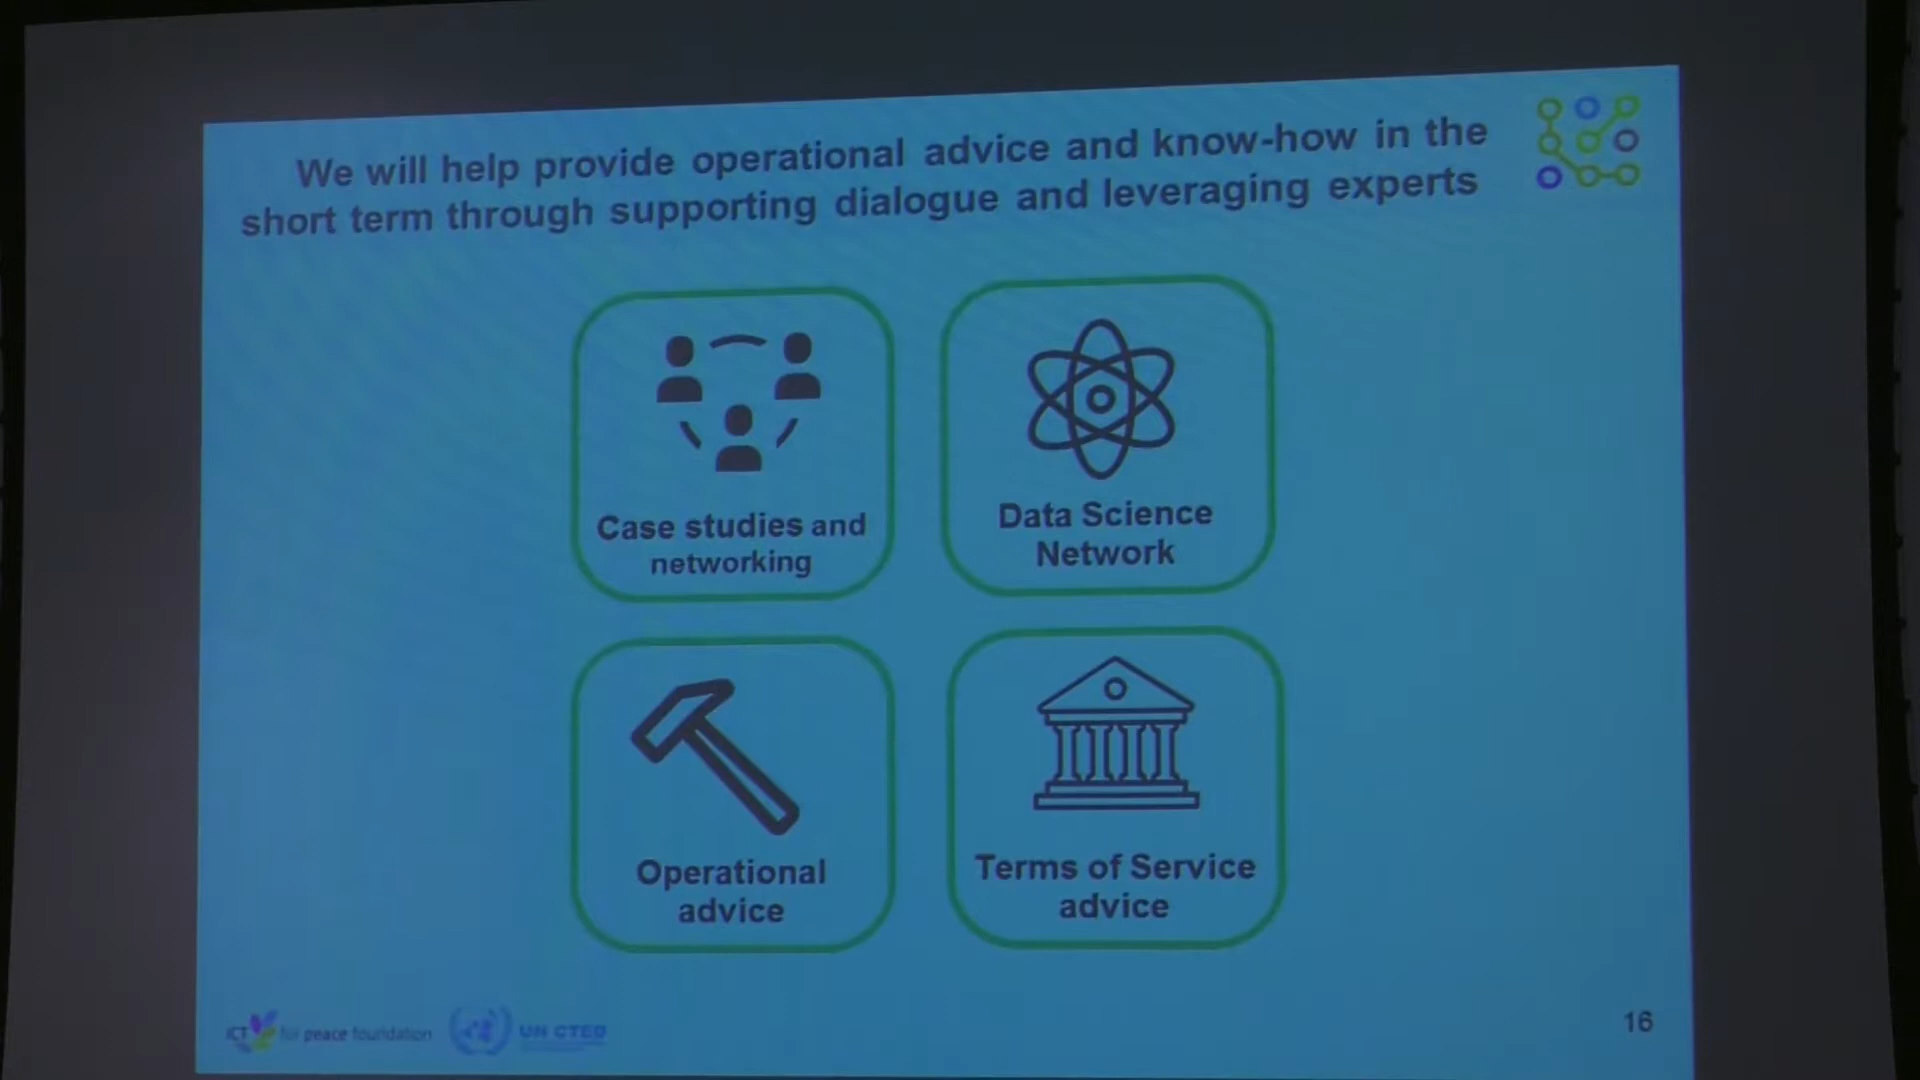 We will help provide operational advice and know-how in the
short term through supporting dialogue and leveraging experts
Case studies and
networking
Data Science
Network
Operational
advice
Terms of Service
advice
ICT for peace foundation
UN CTED
16